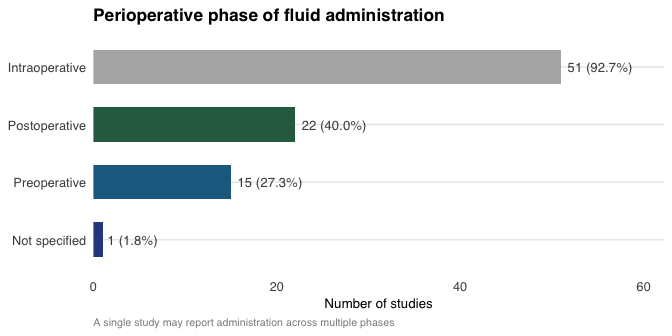 Perioperative phase of fluid administration
Intraoperative 51 (92.7%)
Postoperative 22 (40.0%)
Preoperative 15 (27.3%)
Not specified 1 (1.8%)
0 20 40 60
Number of studies
A single study may report administration across multiple phases